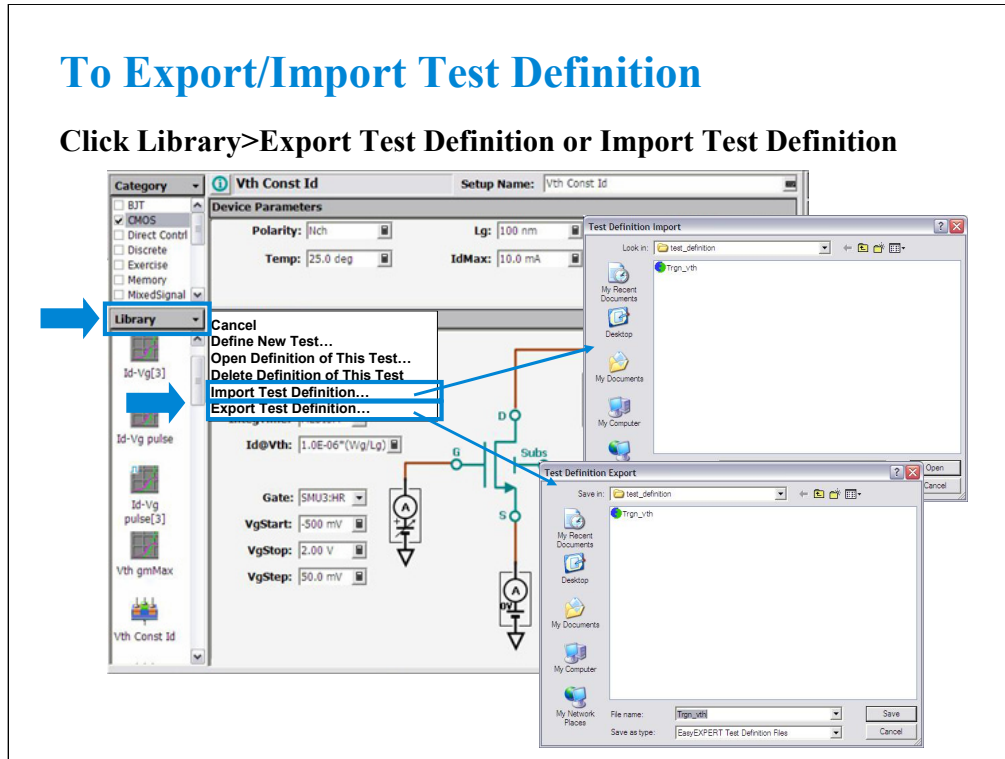 To Export/Import Test Definition
Click Library>Export Test Definition or Import Test Definition
Category
Vth Const Id
Setup Name: Vth Const Id
BJT
CMOS
Direct Contrl
Discrete
Exercise
Memory
MixedSignal
Device Parameters
Polarity: Nch
Lg: 100 nm
Temp: 25.0 deg
IdMax: 10.0 mA
Library
Cancel
Define New Test...
Open Definition of This Test...
Delete Definition of This Test
Import Test Definition...
Export Test Definition...
Id-Vg[3]
Id-Vg pulse
Id-Vg
pulse[3]
Vth gmMax
Vth Const Id
Id@Vth: 1.0E-06*(Wg/Lg)
Gate: SMU3:HR
VgStart: -500 mV
VgStop: 2.00 V
VgStep: 50.0 mV
D
G
Subs
S
A
A
0V
Test Definition Import
Look in: test_definition
Trgn_vth
My Recent
Documents
Desktop
My Documents
My Computer
Open
Cancel
Test Definition Export
Save in: test_definition
Trgn_vth
My Recent
Documents
Desktop
My Documents
My Computer
My Network
Places
File name: Trgn_vth
Save
Save as type: EasyEXPERT Test Definition Files
Cancel